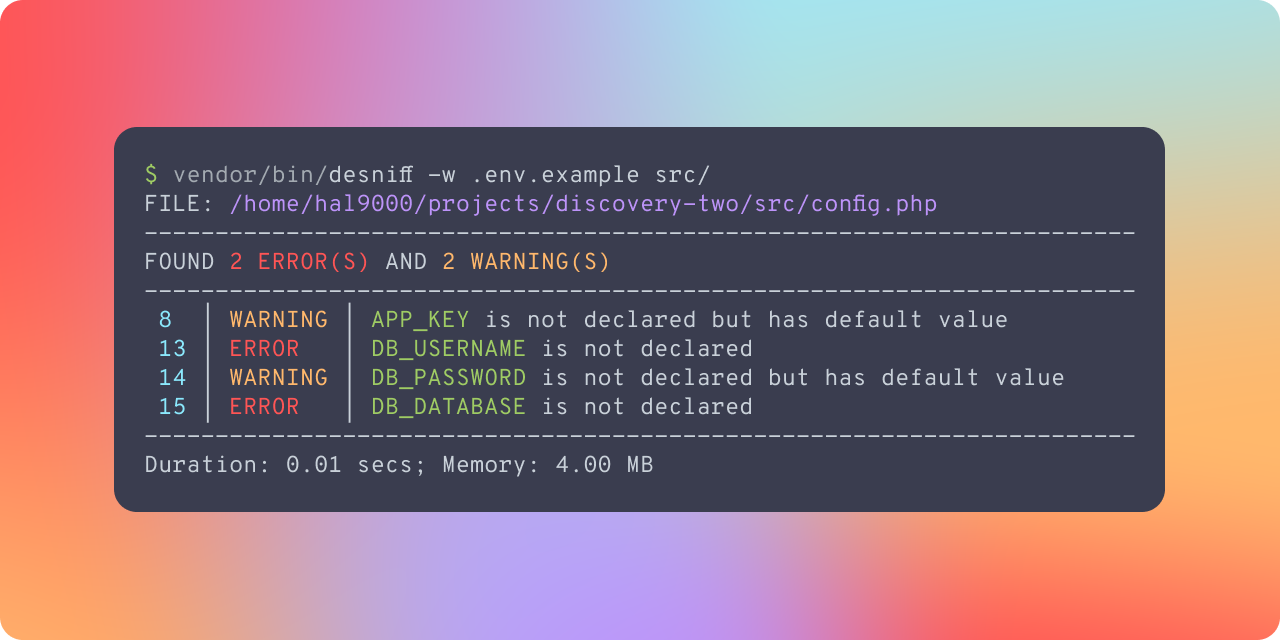 $ vendor/bin/desniff -w .env.example src/
FILE: /home/hal9000/projects/discovery-two/src/config.php
----------------------------------------------------------------------
FOUND 2 ERROR(S) AND 2 WARNING(S)
----------------------------------------------------------------------
 8  | WARNING | APP_KEY is not declared but has default value
 13 | ERROR   | DB_USERNAME is not declared
 14 | WARNING | DB_PASSWORD is not declared but has default value
 15 | ERROR   | DB_DATABASE is not declared
----------------------------------------------------------------------
Duration: 0.01 secs; Memory: 4.00 MB